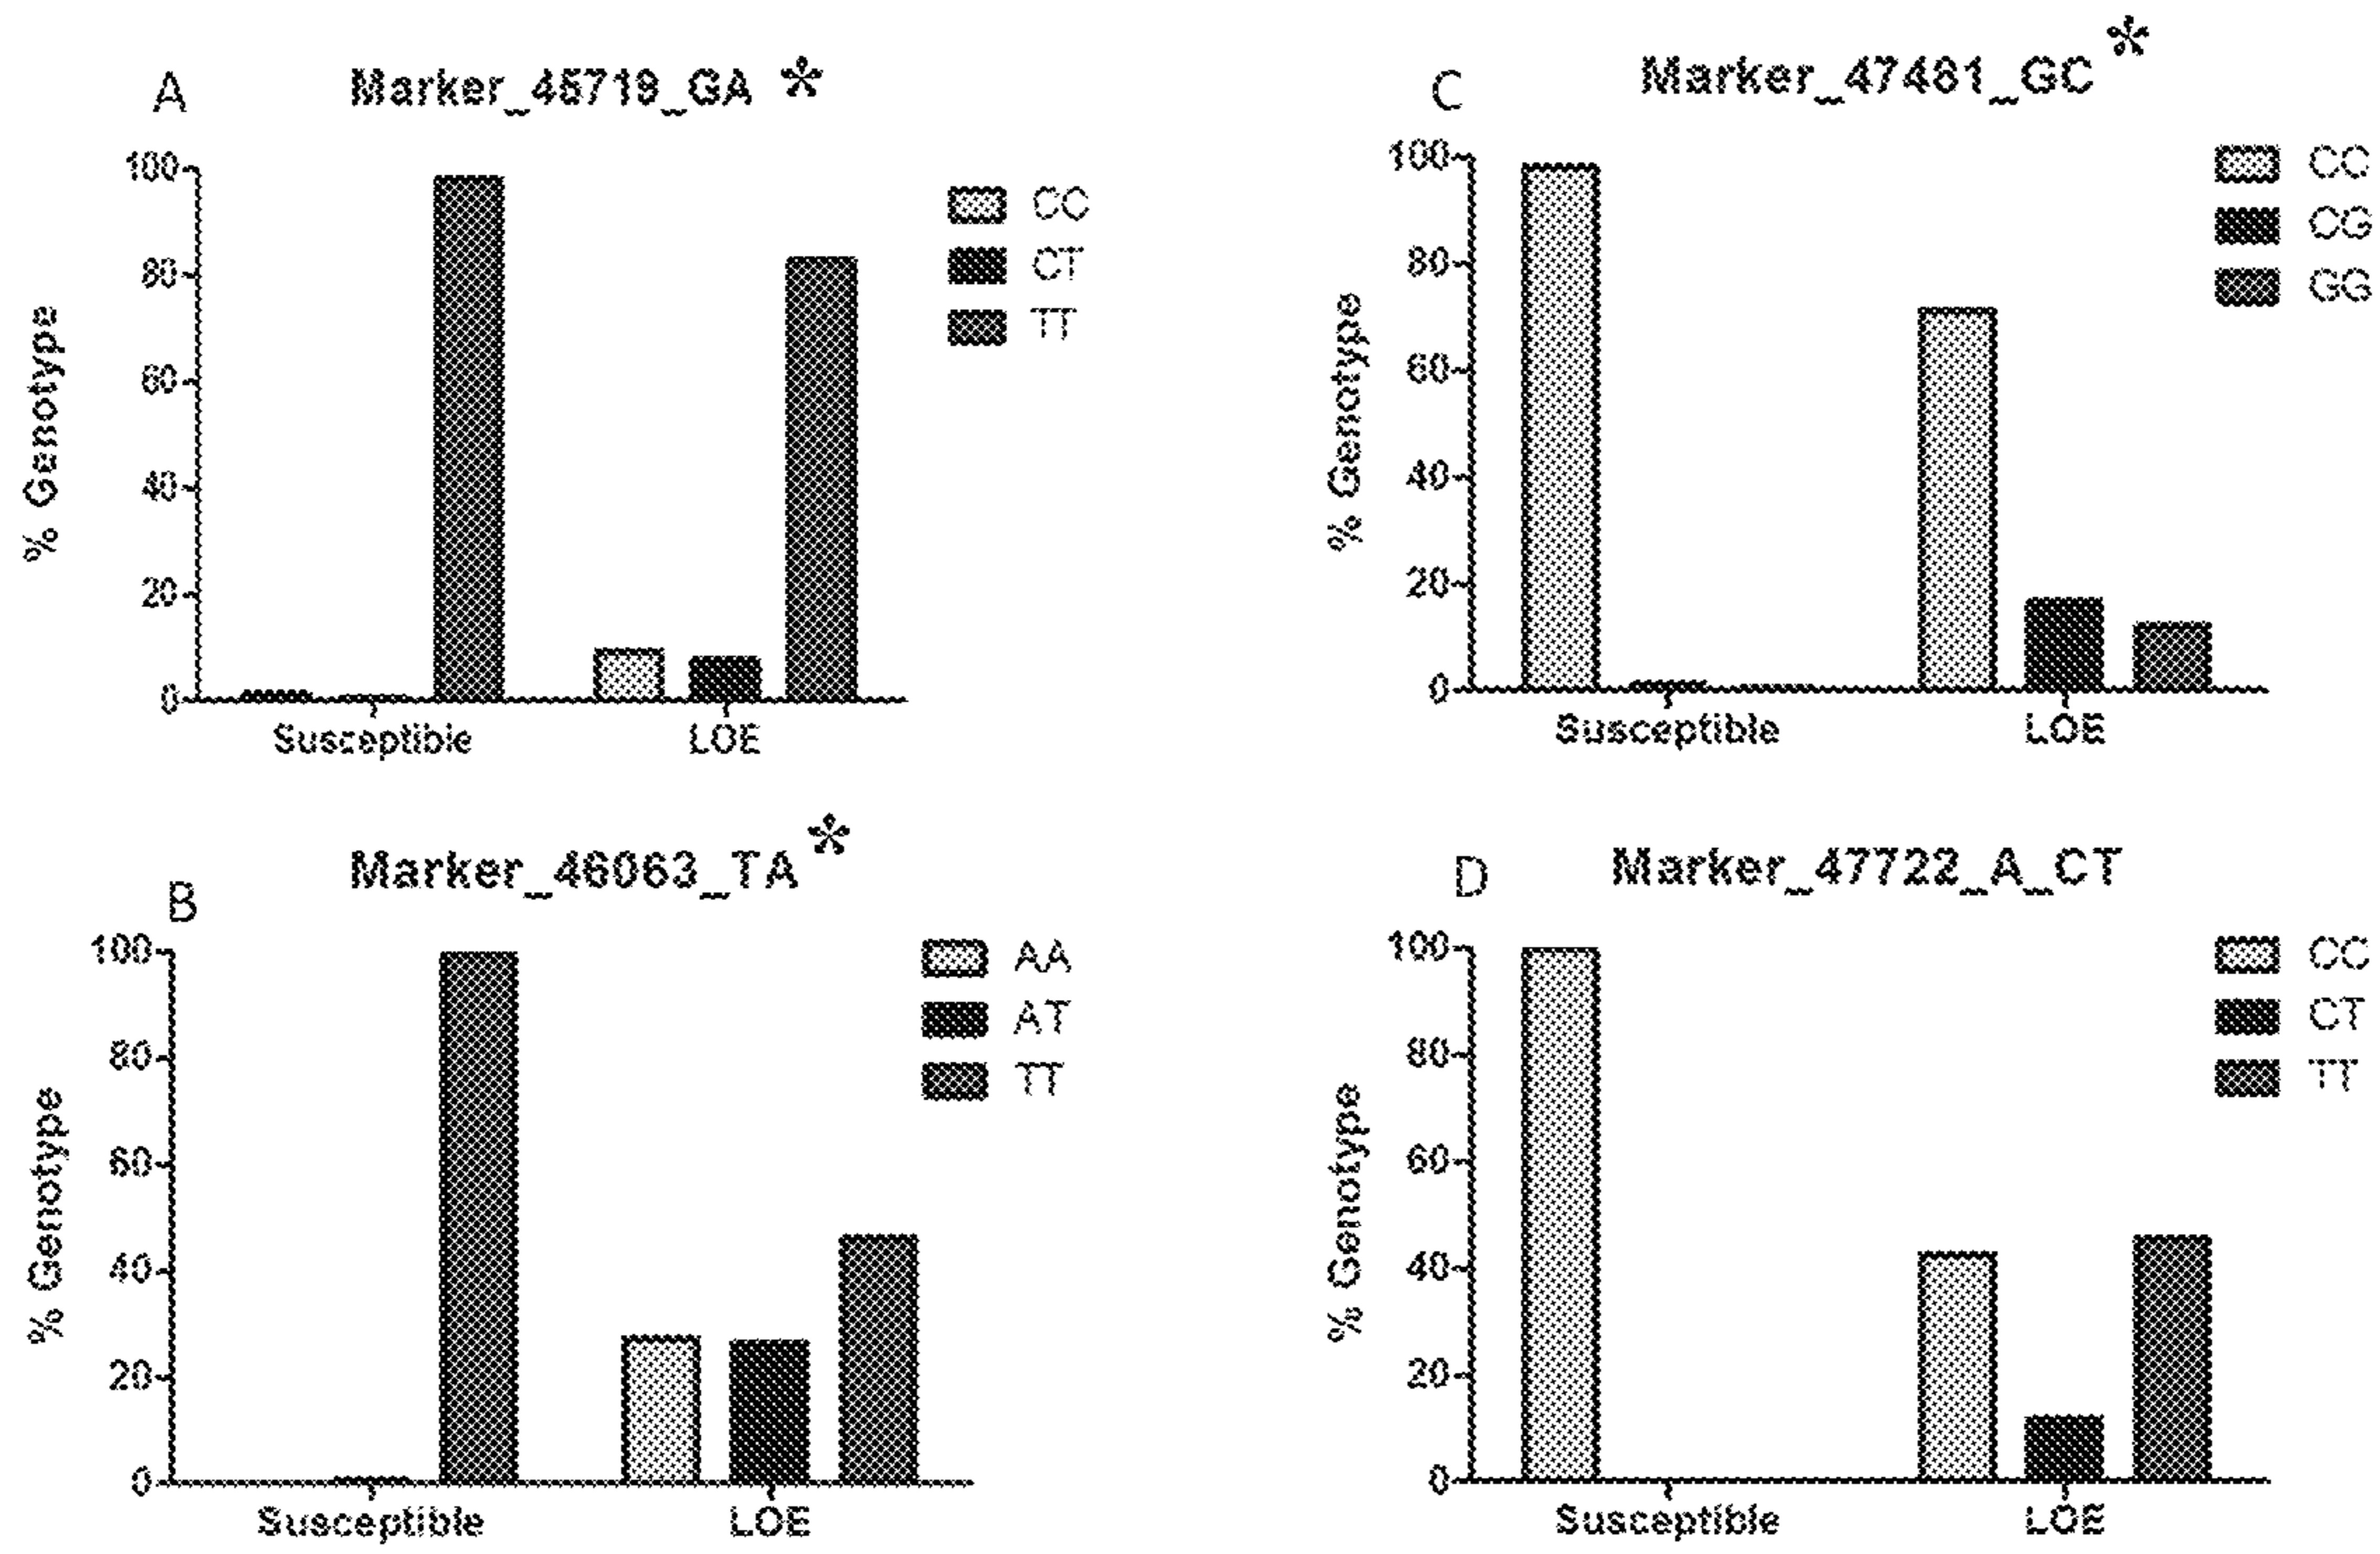 A
Marker_45719_GA *
100
80
60
40
20
0
% Genotype
Susceptible
LOE
CC
CT
TT
C
Marker_47461_GC *
100
80
60
40
20
0
% Genotype
Susceptible
LOE
CC
CG
GG
B
Marker_46063_TA *
100
80
60
40
20
0
% Genotype
Susceptible
LOE
AA
AT
TT
D
Marker_47722_A_CT
100
80
60
40
20
0
% Genotype
Susceptible
LOE
CC
CT
TT